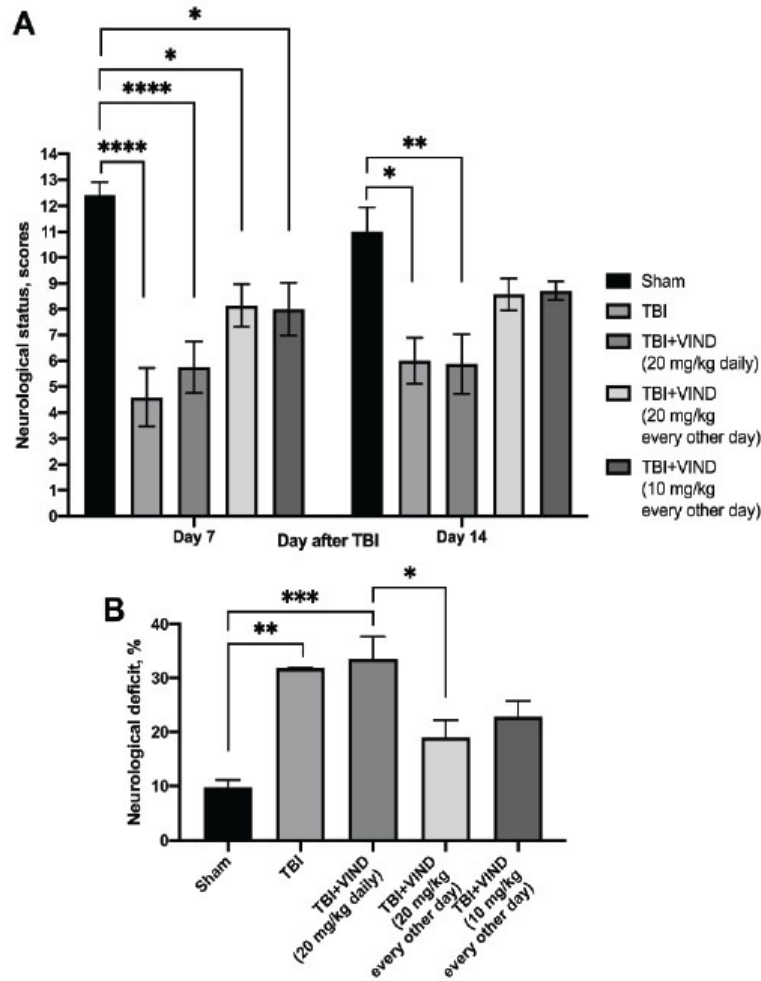 A
*
*
****
****
**
*
14
13
12
11
10
9
8
7
6
5
4
3
2
1
0
Neurological status, scores
Day 7
Day after TBI
Day 14
Sham
TBI
TBI+VIND
(20 mg/kg daily)
TBI+VIND
(20 mg/kg
every other day)
TBI+VIND
(10 mg/kg
every other day)
B
*
***
**
40
30
20
10
0
Neurological deficit, %
Sham
TBI
TBI+VIND
(20 mg/kg daily)
TBI+VIND
(20 mg/kg
every other day)
TBI+VIND
(10 mg/kg
every other day)